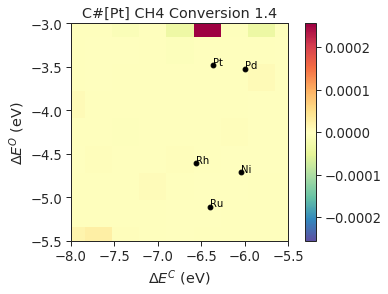 C#[Pt] CH4 Conversion 1.4
−3.0
−3.5
−4.0
−4.5
−5.0
−5.5
ΔE^O (eV)
Pt
Pd
Rh
Ni
Ru
−8.0 −7.5 −7.0 −6.5 −6.0 −5.5
ΔE^C (eV)
0.0002
0.0001
0.0000
−0.0001
−0.0002